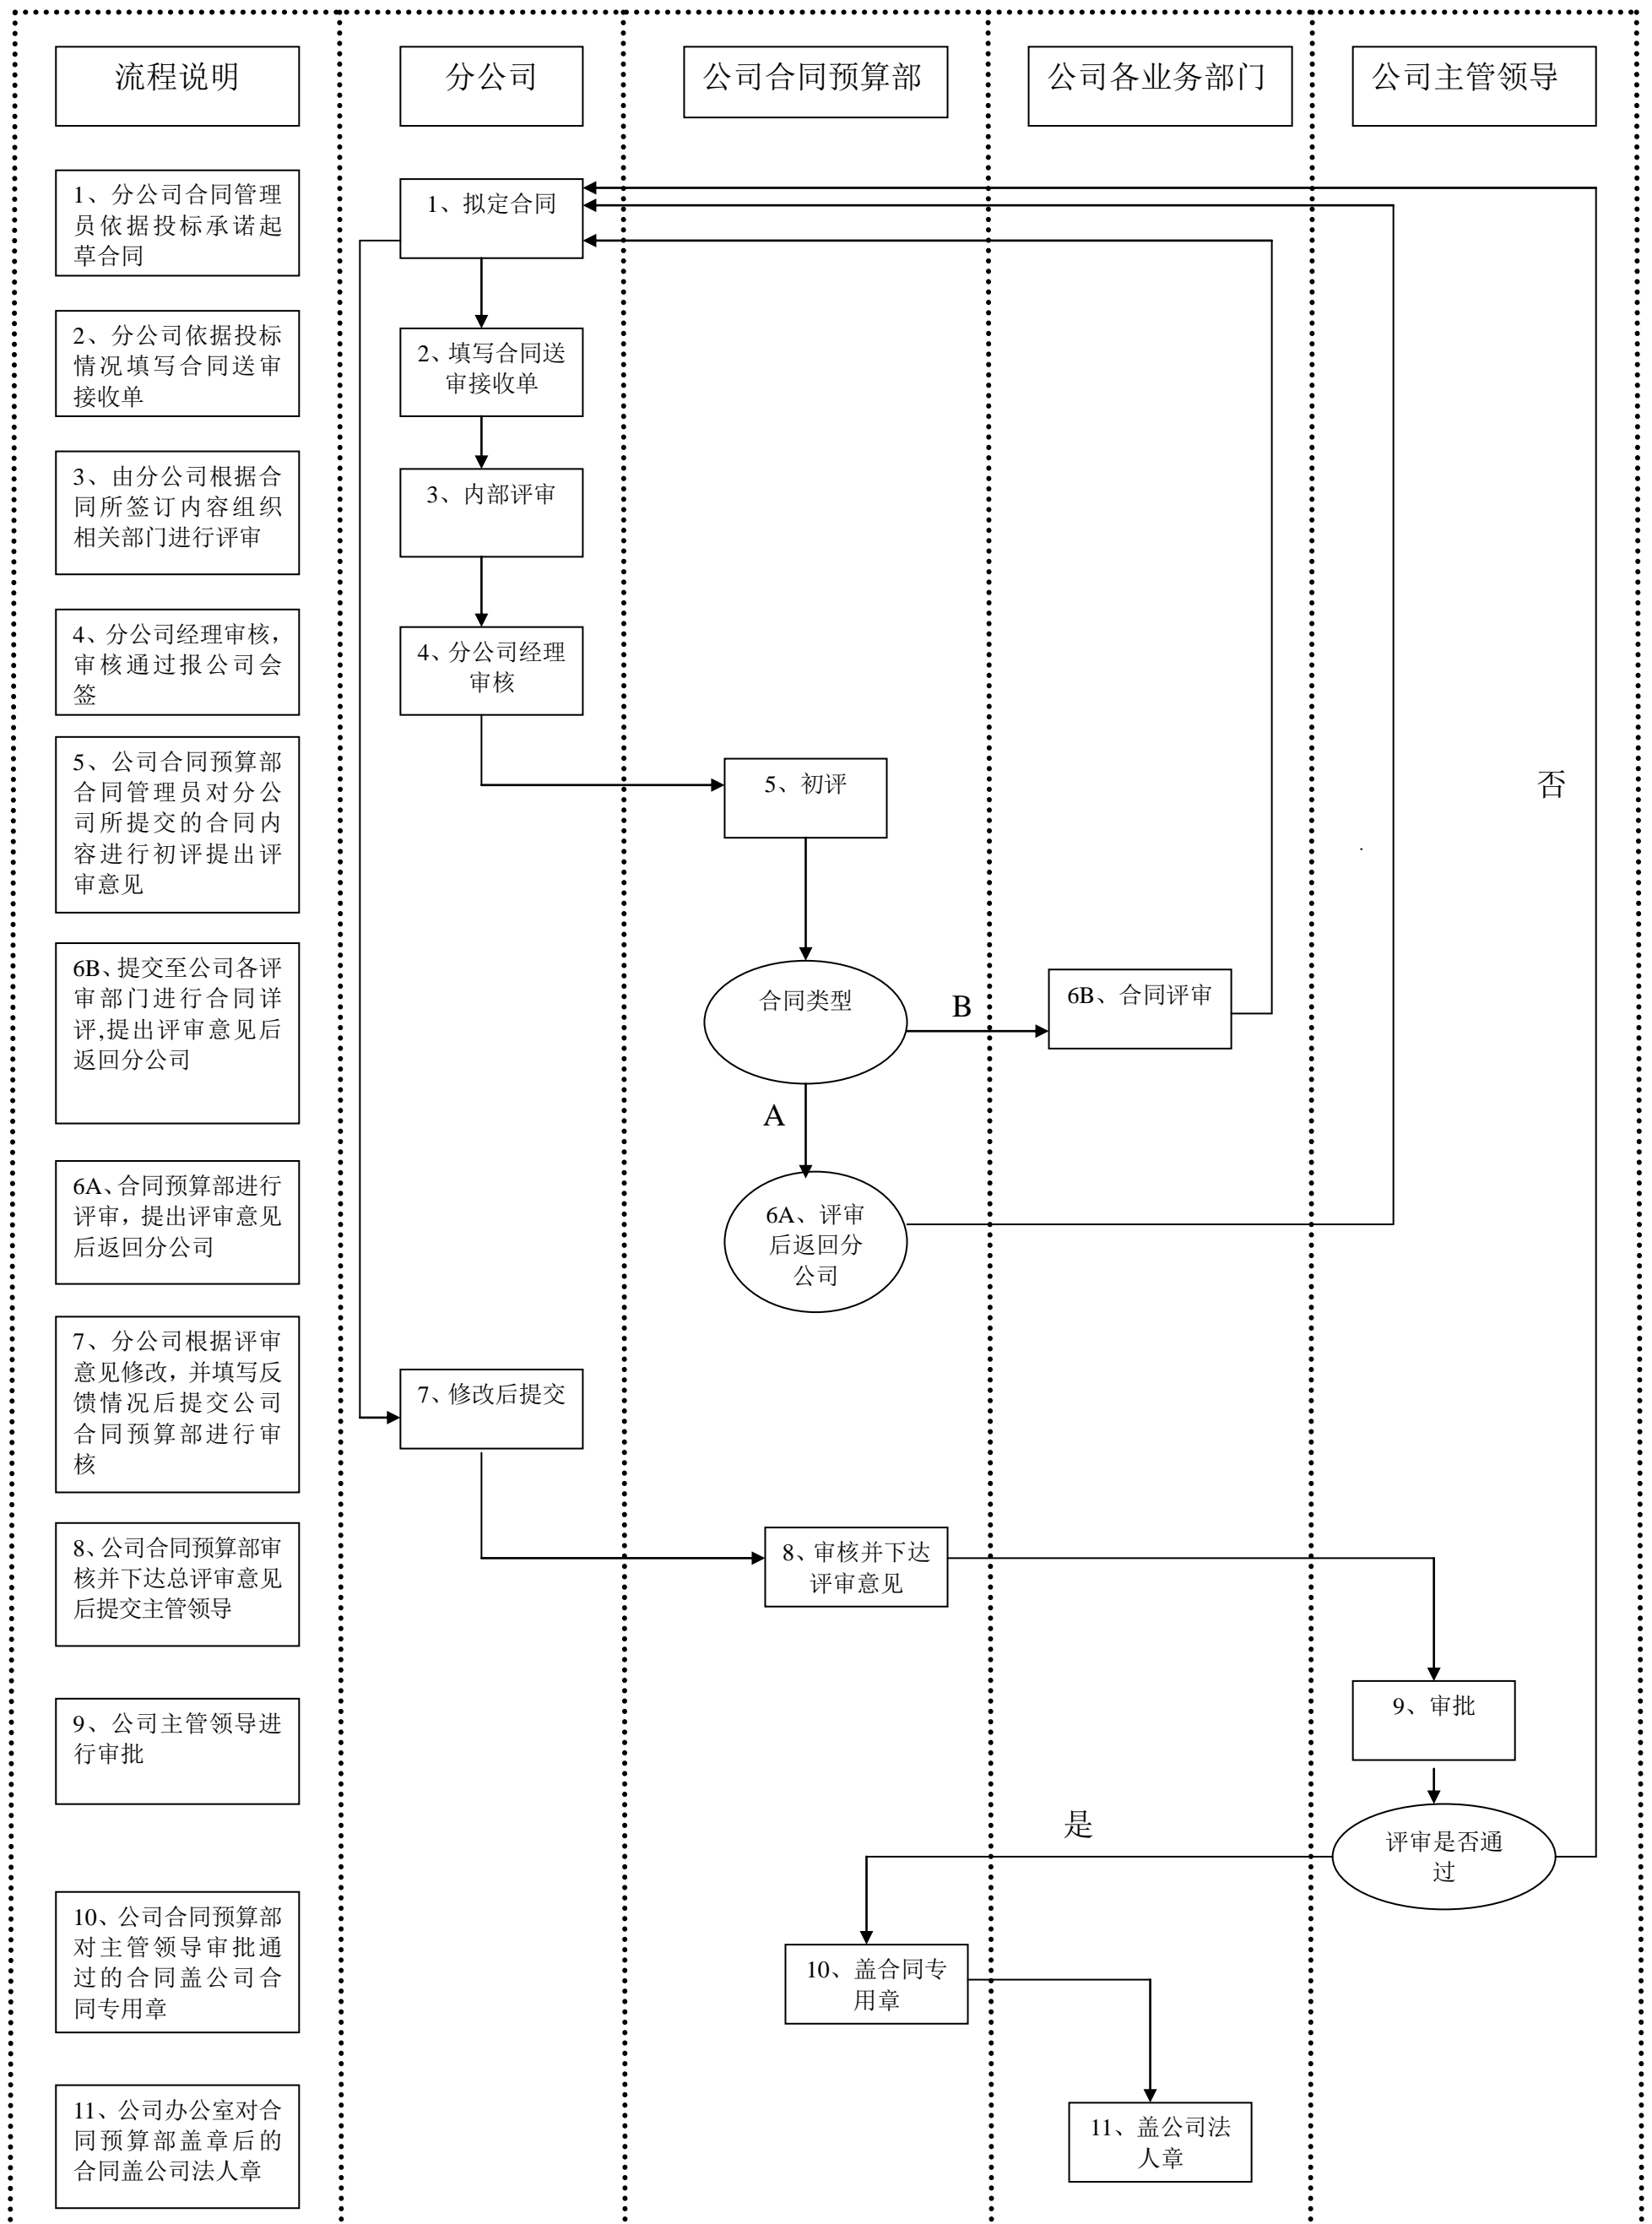 流程说明
分公司
公司合同预算部
公司各业务部门
公司主管领导
1、分公司合同管理
员依据投标承诺起
草合同
1、拟定合同
2、分公司依据投标
情况填写合同送审
接收单
2、填写合同送
审接收单
3、由分公司根据合
同所签订内容组织
相关部门进行评审
3、内部评审
4、分公司经理审核，
审核通过报公司会
签
4、分公司经理
审核
5、公司合同预算部
合同管理员对分公
司所提交的合同内
容进行初评提出评
审意见
5、初评
否
6B、提交至公司各评
审部门进行合同详
评,提出评审意见后
返回分公司
合同类型
B
6B、合同评审
A
6A、合同预算部进行
评审，提出评审意见
后返回分公司
6A、评审
后返回分
公司
7、分公司根据评审
意见修改，并填写反
馈情况后提交公司
合同预算部进行审
核
7、修改后提交
8、公司合同预算部审
核并下达总评审意见
后提交主管领导
8、审核并下达
评审意见
9、公司主管领导进
行审批
9、审批
是
评审是否通
过
10、公司合同预算部
对主管领导审批通
过的合同盖公司合
同专用章
10、盖合同专
用章
11、公司办公室对合
同预算部盖章后的
合同盖公司法人章
11、盖公司法
人章